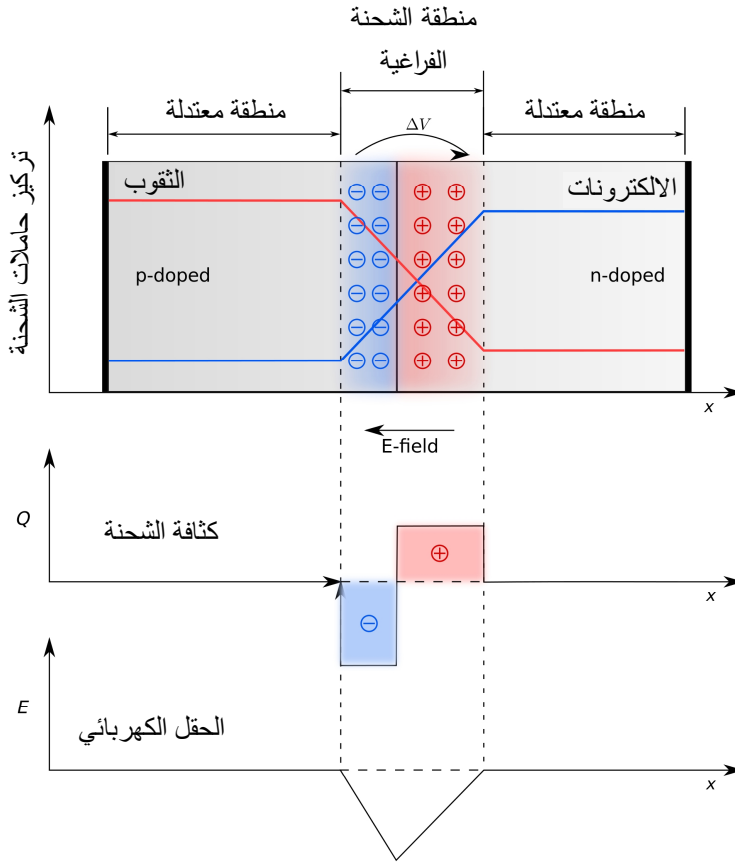 منطقة الشحنة
الفراغية
منطقة معتدلة
منطقة معتدلة
ΔV
تركيز حاملات الشحنة
الثقوب
الالكترونات
p-doped
n-doped
x
E-field
Q
كثافة الشحنة
x
E
الحقل الكهربائي
x